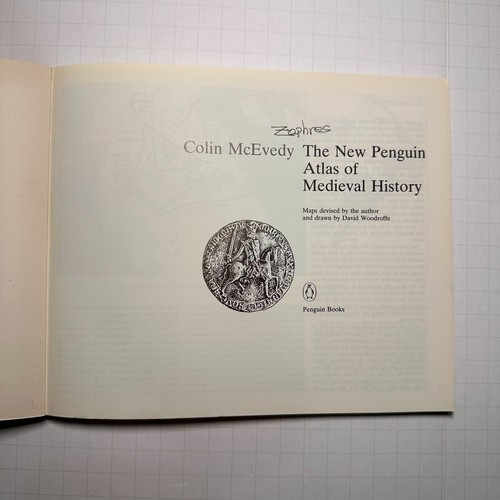 Zophres
Colin McEvedy
The New Penguin
Atlas of
Medieval History
Maps devised by the author
and drawn by David Woodroffe
Penguin Books